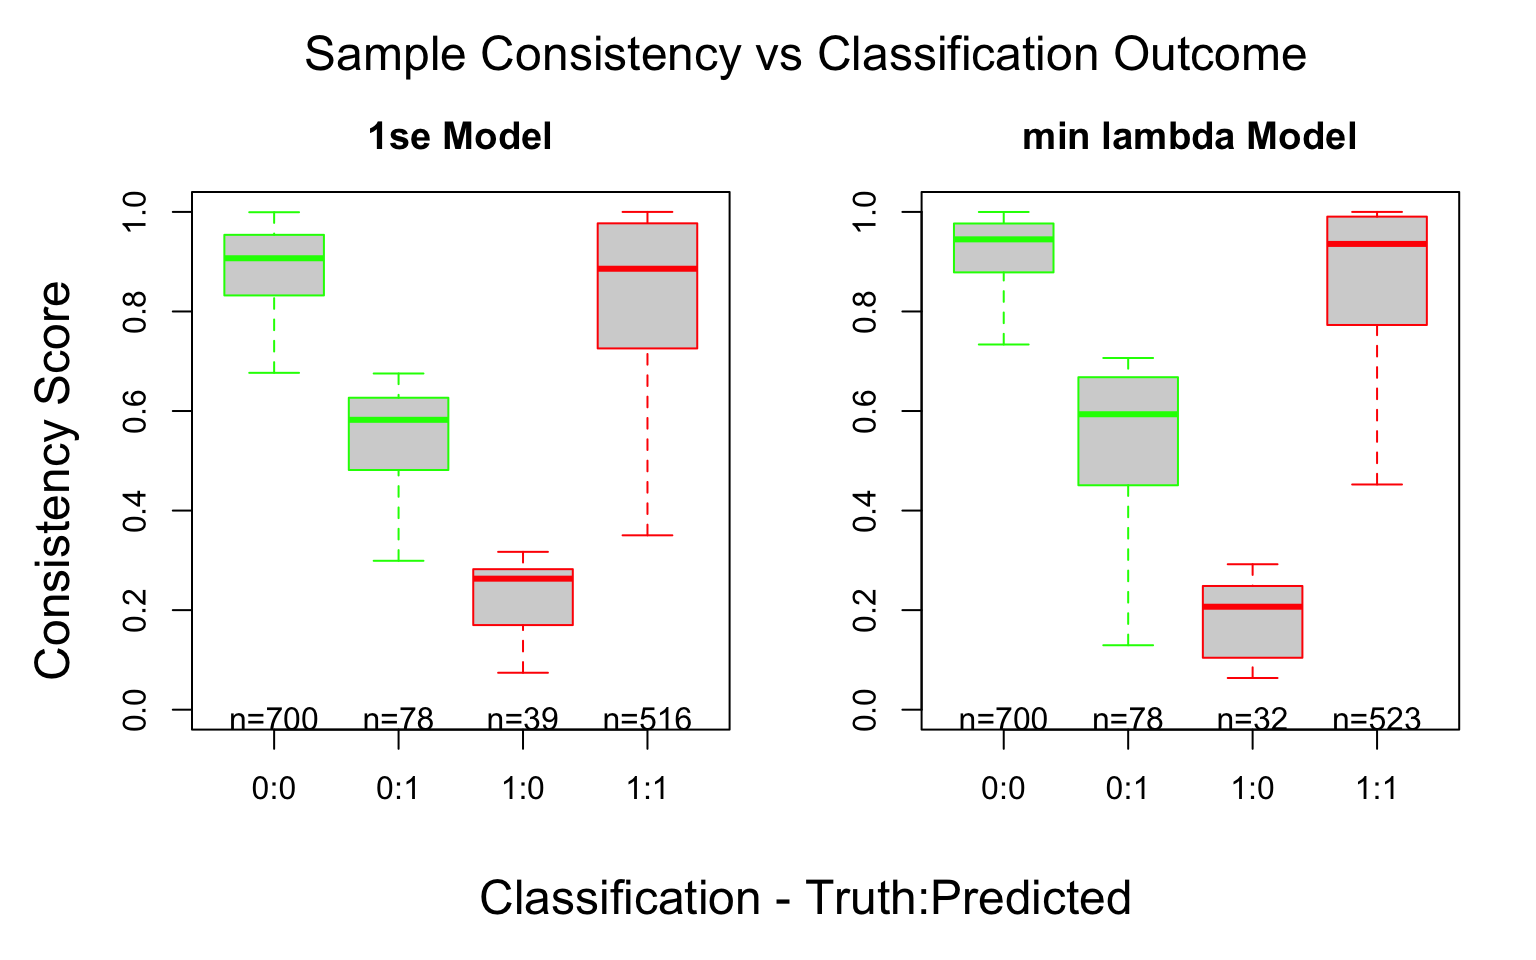 Sample Consistency vs Classification Outcome
1se Model
min lambda Model
Consistency Score
1.0
0.8
0.6
0.4
0.2
0.0
n=700 n=78 n=39 n=516
0:0 0:1 1:0 1:1
1.0
0.8
0.6
0.4
0.2
0.0
n=700 n=78 n=32 n=523
0:0 0:1 1:0 1:1
Classification - Truth:Predicted